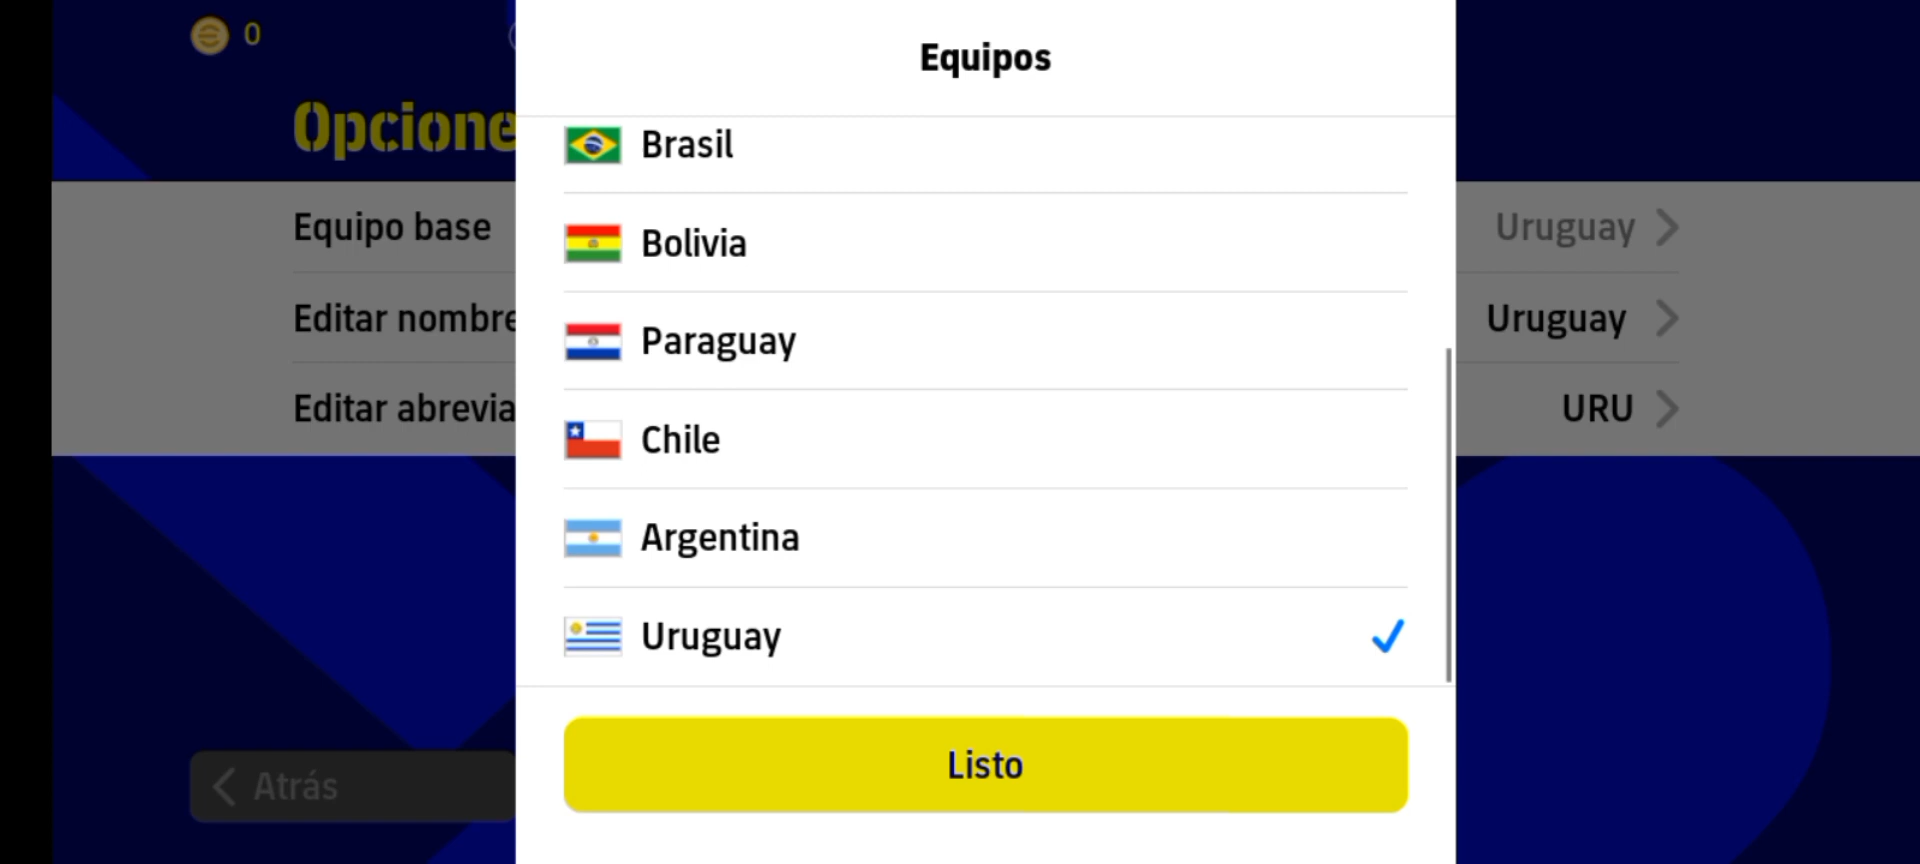 0
Equipos
Opcione
Brasil
Equipo base
Uruguay
Bolivia
Editar nombre
Uruguay
Paraguay
Editar abrevia
URU
Chile
Argentina
Uruguay
Listo
Atrás